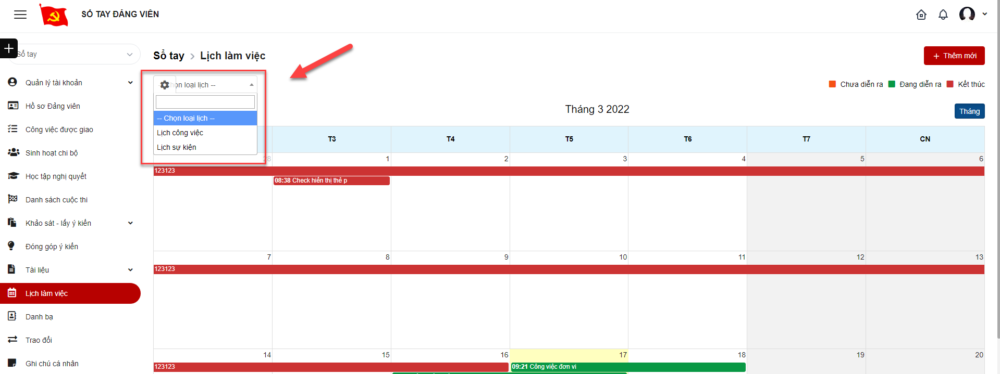 SỔ TAY ĐẢNG VIÊN
Sổ tay
Sổ tay > Lịch làm việc
+ Thêm mới
Quản lý tài khoản
Hồ sơ Đảng viên
Công việc được giao
Sinh hoạt chi bộ
Học tập nghị quyết
Danh sách cuộc thi
Khảo sát - lấy ý kiến
Đóng góp ý kiến
Tài liệu
Lịch làm việc
Danh bạ
Trao đổi
Ghi chú cá nhân
họn loại lịch --
-- Chọn loại lịch --
Lịch công việc
Lịch sự kiện
Chưa diễn ra Đang diễn ra Kết thúc
Tháng 3 2022
Tháng
T3 T4 T5 T6 T7 CN
28 1 2 3 4 5 6
123123
08:38 Check hiển thị thẻ p
7 8 9 10 11 12 13
123123
14 15 16 17 18 19 20
123123
09:21 Công việc đơn vi